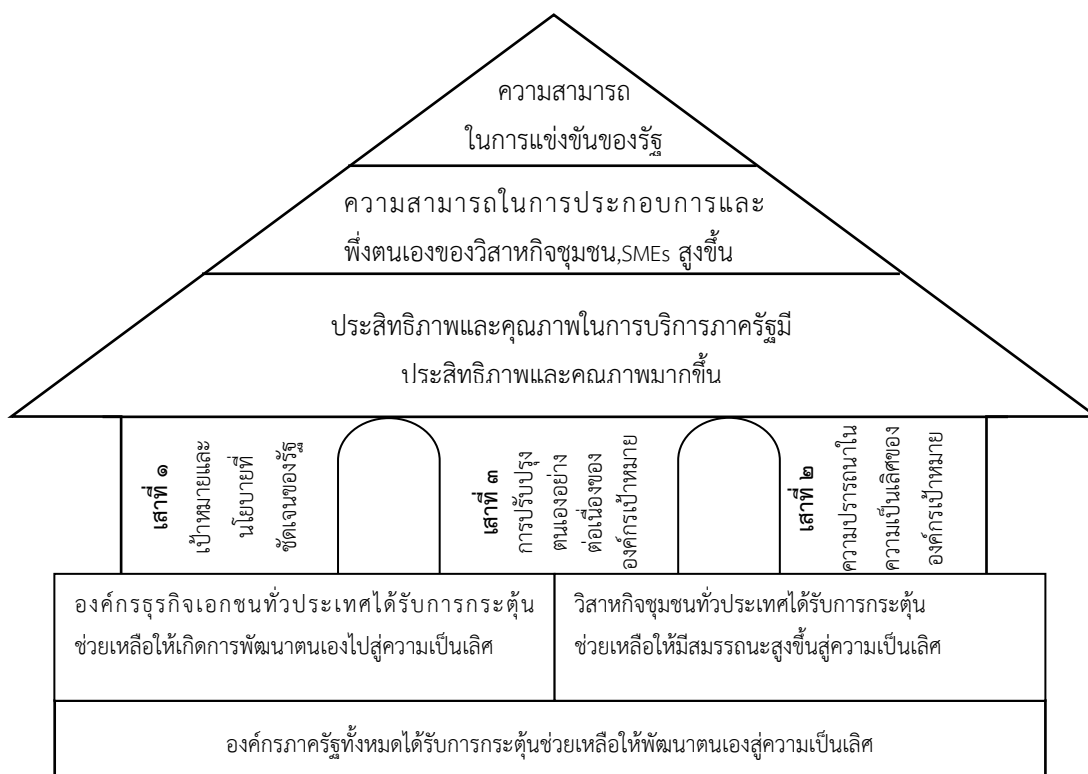 ความสามารถ
ในการแข่งขันของรัฐ
ความสามารถในการประกอบการและ
พึ่งตนเองของวิสาหกิจชุมชน,SMEs สูงขึ้น
ประสิทธิภาพและคุณภาพในการบริการภาครัฐมี
ประสิทธิภาพและคุณภาพมากขึ้น
เสาที่ ๑
เป้าหมายและ
นโยบายที่
ชัดเจนของรัฐ
เสาที่ ๓
การปรับปรุง
ตนเองอย่าง
ต่อเนื่องของ
องค์กรเป้าหมาย
เสาที่ ๒
ความปรารถนาใน
ความเป็นเลิศของ
องค์กรเป้าหมาย
องค์กรธุรกิจเอกชนทั่วประเทศได้รับการกระตุ้น
ช่วยเหลือให้เกิดการพัฒนาตนเองไปสู่ความเป็นเลิศ
วิสาหกิจชุมชนทั่วประเทศได้รับการกระตุ้น
ช่วยเหลือให้มีสมรรถนะสูงขึ้นสู่ความเป็นเลิศ
องค์กรภาครัฐทั้งหมดได้รับการกระตุ้นช่วยเหลือให้พัฒนาตนเองสู่ความเป็นเลิศ